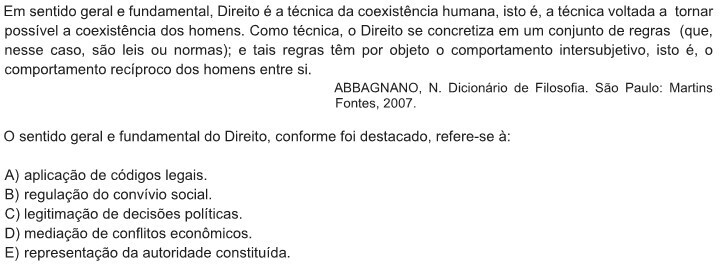 Em sentido geral e fundamental, Direito é a técnica da coexistência humana, isto é, a técnica voltada a tornar
possível a coexistência dos homens. Como técnica, o Direito se concretiza em um conjunto de regras (que,
nesse caso, são leis ou normas); e tais regras têm por objeto o comportamento intersubjetivo, isto é, o
comportamento recíproco dos homens entre si.
ABBAGNANO, N. Dicionário de Filosofia. São Paulo: Martins
Fontes, 2007.
O sentido geral e fundamental do Direito, conforme foi destacado, refere-se à:
A) aplicação de códigos legais.
B) regulação do convívio social.
C) legitimação de decisões políticas.
D) mediação de conflitos econômicos.
E) representação da autoridade constituída.